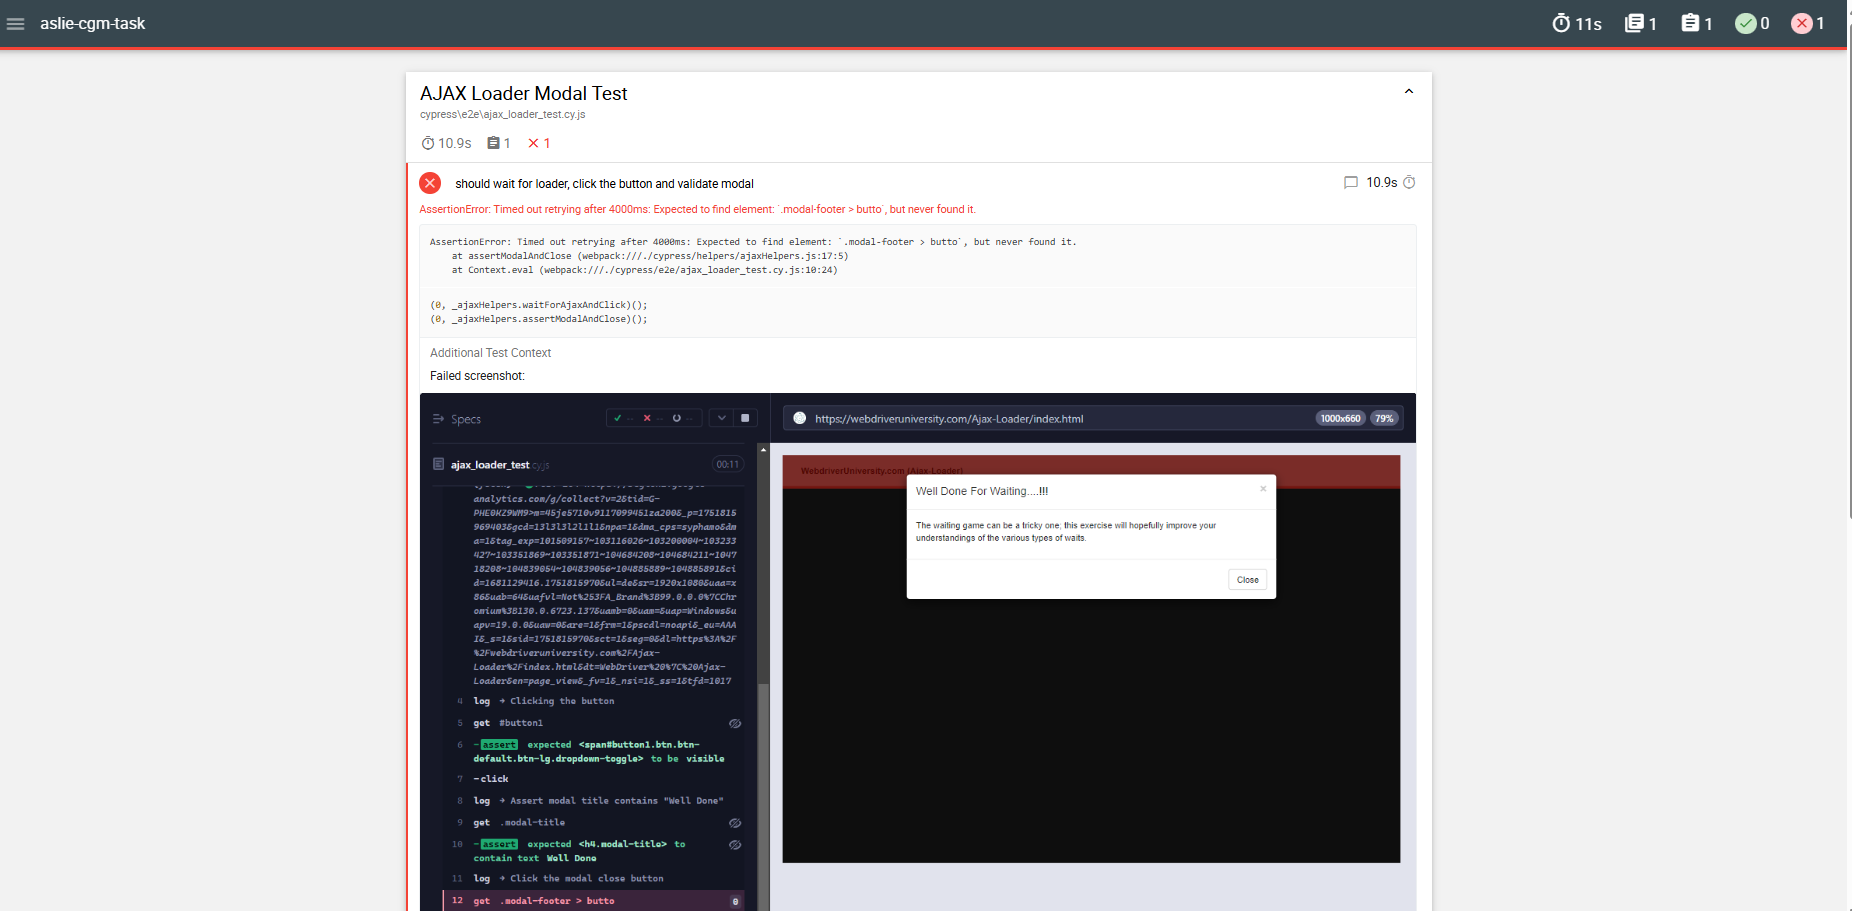 aslie-cgm-task
11s 1 1 0 1
AJAX Loader Modal Test
cypress\e2e\ajax_loader_test.cy.js
10.9s 1 1
should wait for loader, click the button and validate modal 10.9s
AssertionError: Timed out retrying after 4000ms: Expected to find element: `.modal-footer > butto`, but never found it.
AssertionError: Timed out retrying after 4000ms: Expected to find element: `.modal-footer > butto`, but never found it.
at assertModalAndClose (webpack:///./cypress/helpers/ajaxHelpers.js:17:5)
at Context.eval (webpack:///./cypress/e2e/ajax_loader_test.cy.js:10:24)
(0, _ajaxHelpers.waitForAjaxAndClick)();
(0, _ajaxHelpers.assertModalAndClose)();
Additional Test Context
Failed screenshot:
Specs -- -- --
ajax_loader_test.cy.js 00:11
analytics.com/g/collect?v=2&tid=G-
PHE0KZ9WM9&gtm=45je5710v9117099451za200&_p=1751815
969403&gcd=13l3l3l2l1l1&npa=1&dma_cps=syphamo&dm
a=1&tag_exp=101509157~103116026~103200004~103233
427~103351869~103351871~104684208~104684211~1047
18208~104839054~104839056~104885889~104885891&ci
d=1681129416.1751815970&ul=de&sr=1920x1080&uaa=x
86&uab=64&uafvl=Not%253FA_Brand%3B99.0.0.0%7CChr
omium%3B130.0.6723.137&uamb=0&uam=&uap=Windows&u
apv=19.0.0&uaw=0&are=1&frm=1&pscdl=noapi&_eu=AAA
I&_s=1&sid=1751815970&sct=1&seg=0&dl=https%3A%2F
%2Fwebdriveruniversity.com%2FAjax-
Loader%2Findex.html&dt=WebDriver%20%7C%20Ajax-
Loader&en=page_view&_fv=1&_nsi=1&_ss=1&tfd=1017
4 log → Clicking the button
5 get #button1
6 -assert expected <span#button1.btn.btn-
default.btn-lg.dropdown-toggle> to be visible
7 -click
8 log → Assert modal title contains "Well Done"
9 get .modal-title
10 -assert expected <h4.modal-title> to
contain text Well Done
11 log → Click the modal close button
12 get .modal-footer > butto 0
https://webdriveruniversity.com/Ajax-Loader/index.html 1000x660 79%
WebdriverUniversity.com (Ajax-Loader)
Well Done For Waiting....!!! ×
The waiting game can be a tricky one; this exercise will hopefully improve your
understandings of the various types of waits.
Close